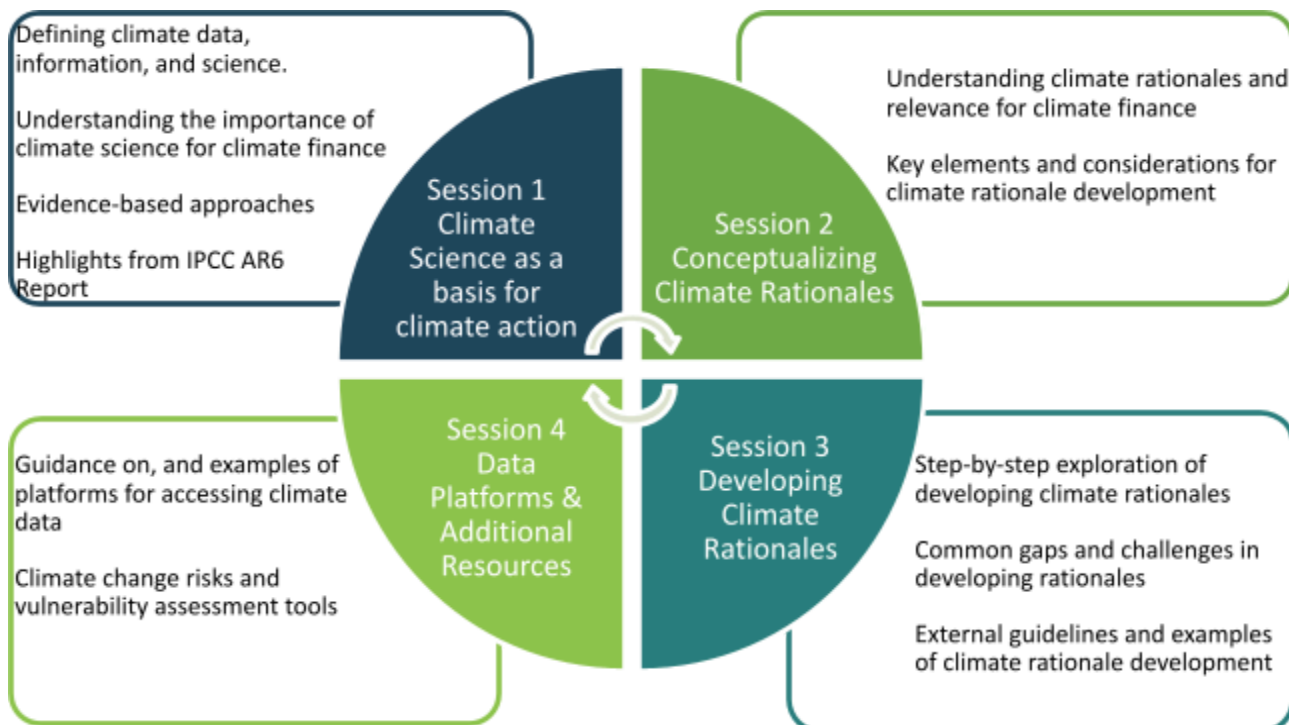 Defining climate data,
information, and science.
Understanding the importance of
climate science for climate finance
Evidence-based approaches
Highlights from IPCC AR6
Report
Session 1
Climate
Science as a
basis for
climate action
Session 2
Conceptualizing
Climate Rationales
Understanding climate rationales and
relevance for climate finance
Key elements and considerations for
climate rationale development
Guidance on, and examples of
platforms for accessing climate
data
Climate change risks and
vulnerability assessment tools
Session 4
Data
Platforms &
Additional
Resources
Session 3
Developing
Climate
Rationales
Step-by-step exploration of
developing climate rationales
Common gaps and challenges in
developing rationales
External guidelines and examples
of climate rationale development